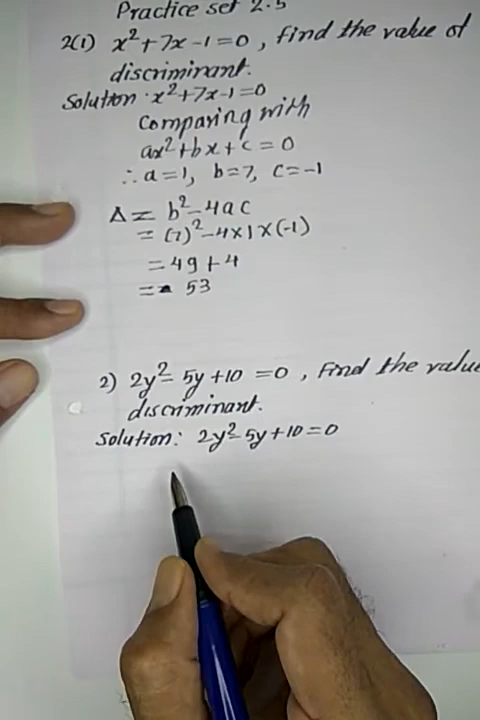 Practice set 2.5
2(1) x²+7x-1=0, find the value of
discriminant.
Solution: x²+7x-1=0
Comparing with
ax²+bx+c=0
∴ a=1, b=7, c=-1
Δ = b²-4ac
= (7)²-4×1×(-1)
= 49+4
= 53
2) 2y²-5y+10=0, Find the value
discriminant.
Solution: 2y²-5y+10=0